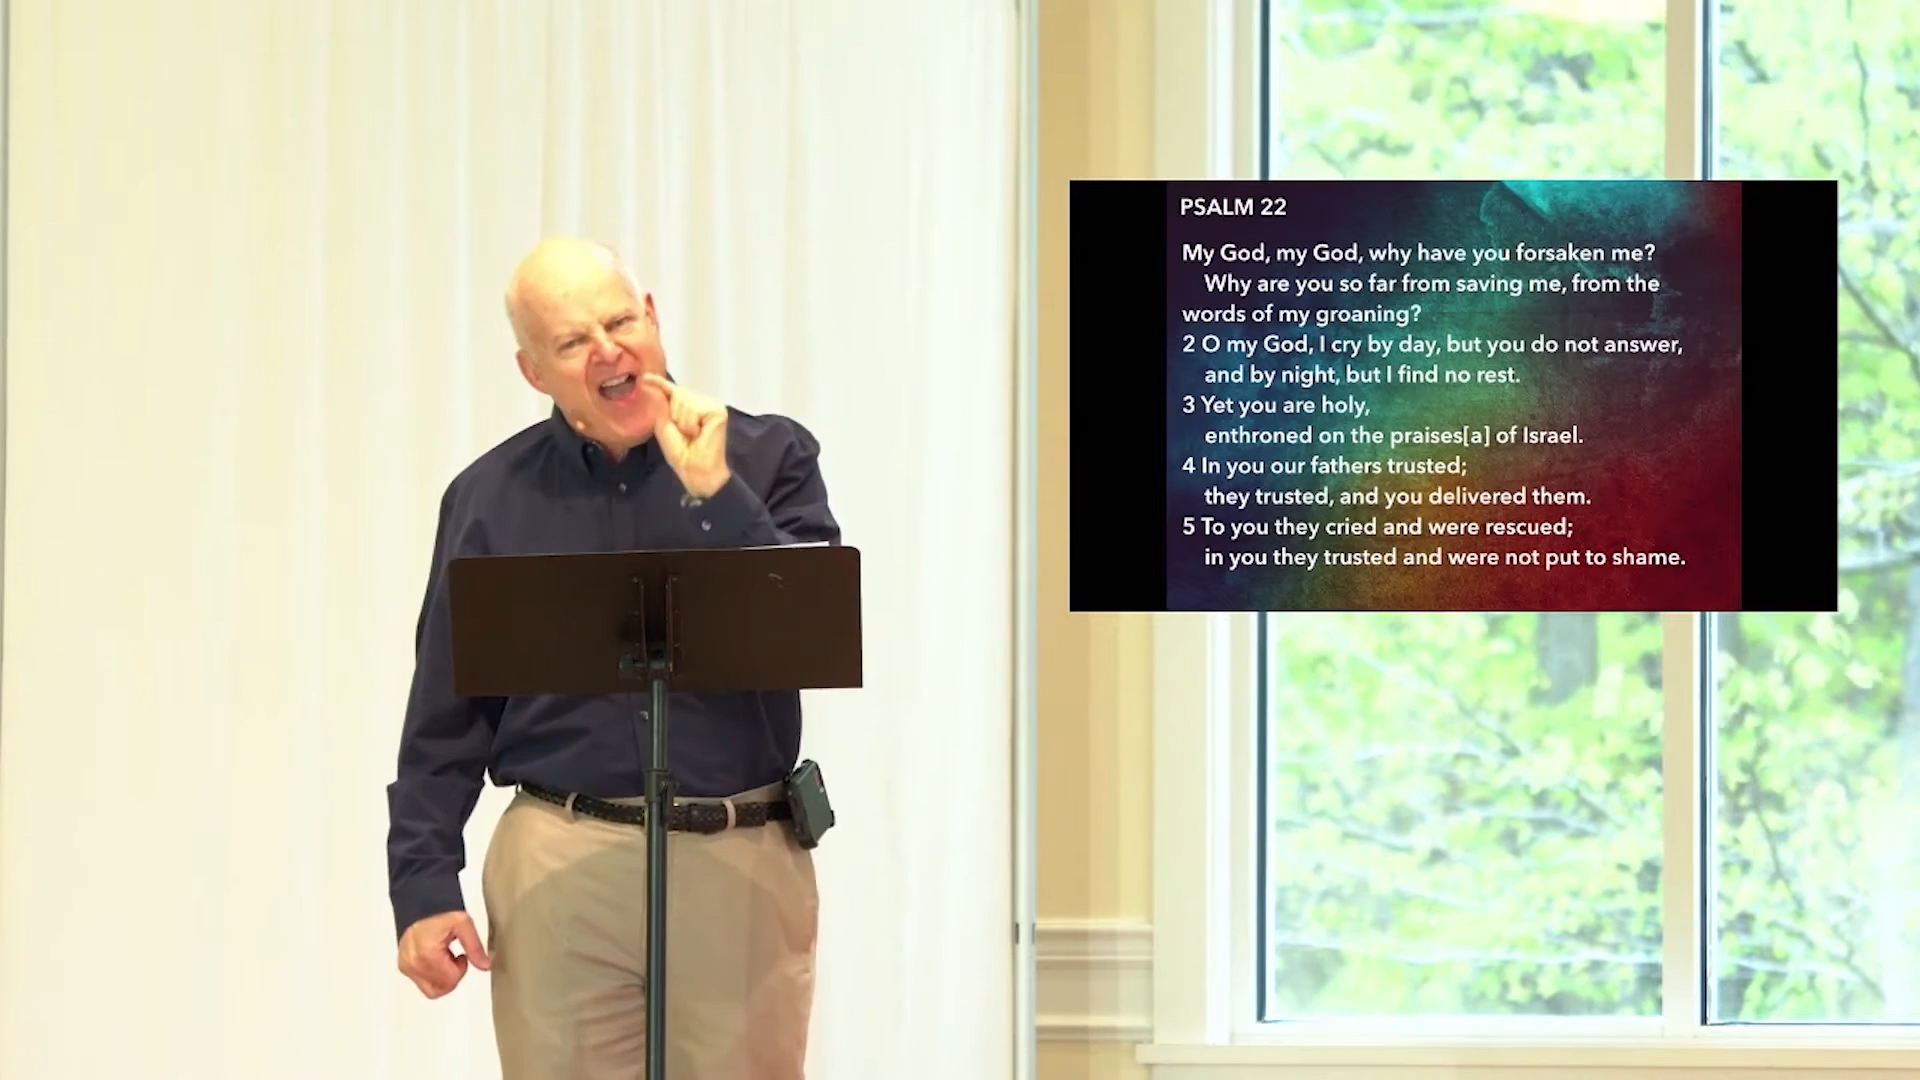 PSALM 22
My God, my God, why have you forsaken me?
Why are you so far from saving me, from the
words of my groaning?
2 O my God, I cry by day, but you do not answer,
and by night, but I find no rest.
3 Yet you are holy,
enthroned on the praises[a] of Israel.
4 In you our fathers trusted;
they trusted, and you delivered them.
5 To you they cried and were rescued;
in you they trusted and were not put to shame.